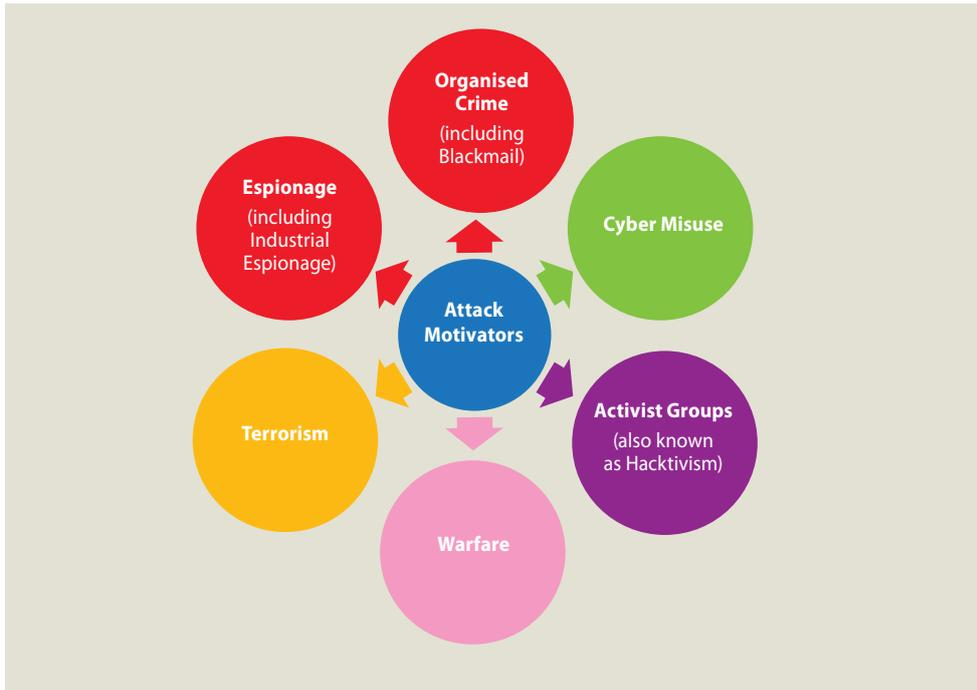 Organised
Crime
(including
Blackmail)
Espionage
(including
Industrial
Espionage)
Cyber Misuse
Attack
Motivators
Terrorism
Activist Groups
(also known
as Hacktivism)
Warfare